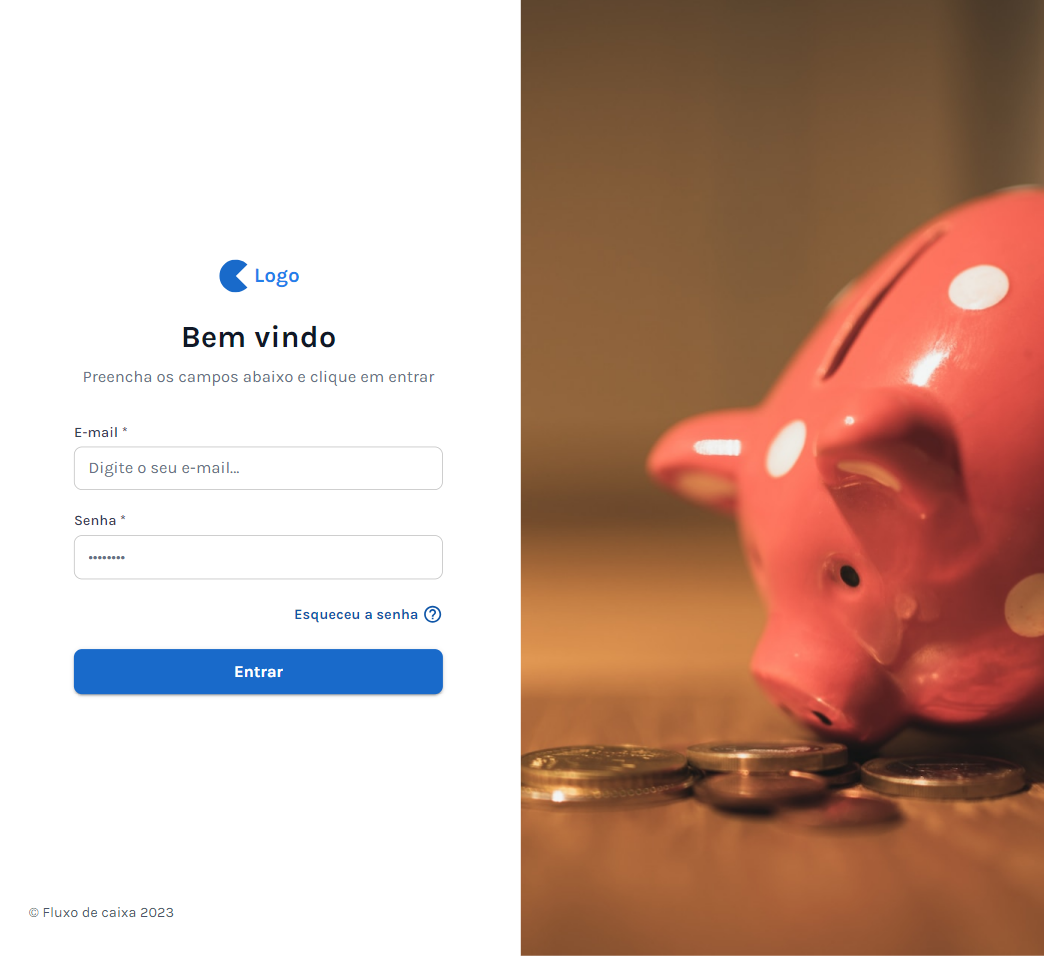 Logo
Bem vindo
Preencha os campos abaixo e clique em entrar
E-mail *
Digite o seu e-mail...
Senha *
••••••••
Esqueceu a senha
Entrar
© Fluxo de caixa 2023